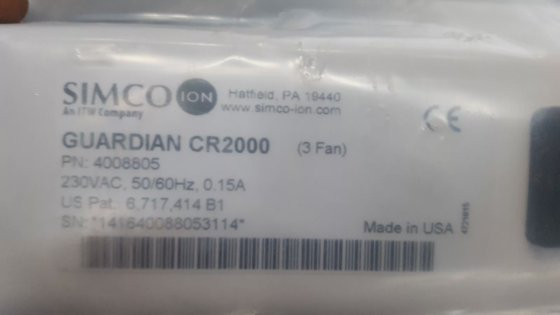 SIMCO ION
An ITW Company
Hatfield, PA 19440
www.simco-ion.com
CE
GUARDIAN CR2000 (3 Fan)
PN: 4008805
230VAC, 50/60Hz, 0.15A
US Pat. 6,717,414 B1
SN: "141640088053114"
Made in USA